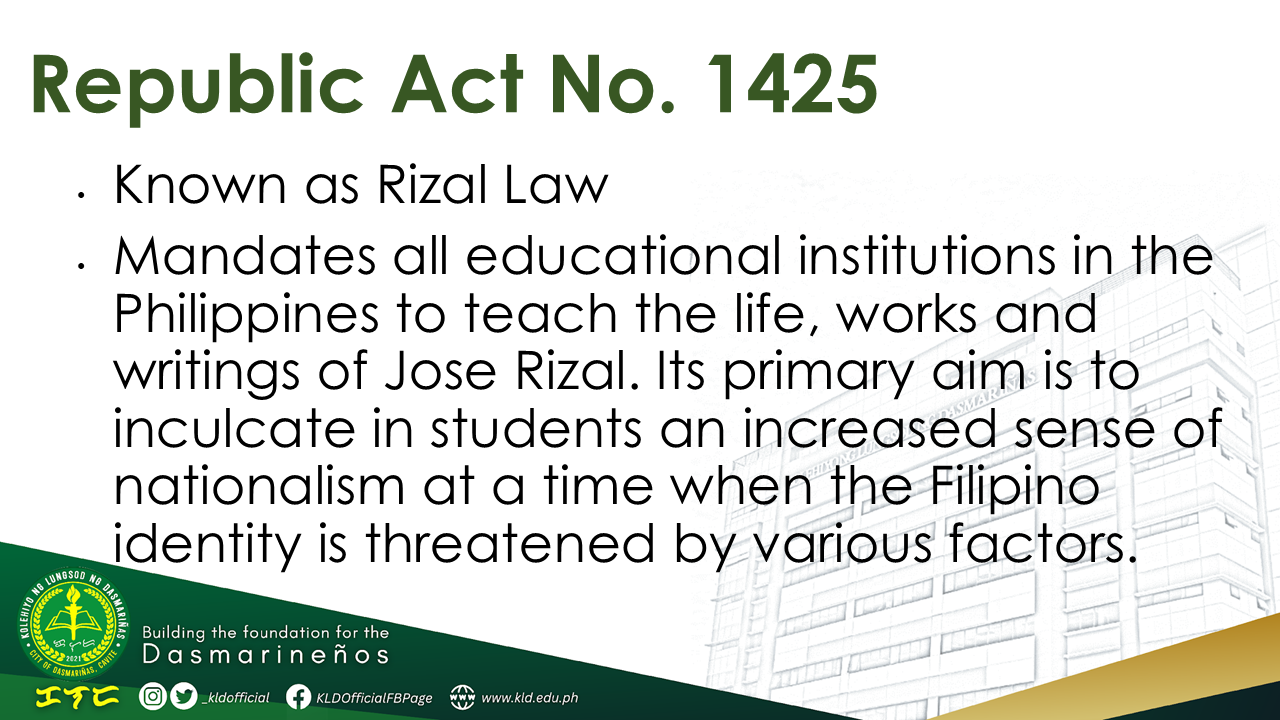 Republic Act No. 1425
• Known as Rizal Law
• Mandates all educational institutions in the
Philippines to teach the life, works and
writings of Jose Rizal. Its primary aim is to
inculcate in students an increased sense of
nationalism at a time when the Filipino
identity is threatened by various factors.
KOLEHIYO NG LUNGSOD NG DASMARIÑAS
2021
CITY OF DASMARIÑAS, CAVITE
Building the foundation for the
Dasmarineños
_kldofficial KLDOfficialFBPage www.kld.edu.ph